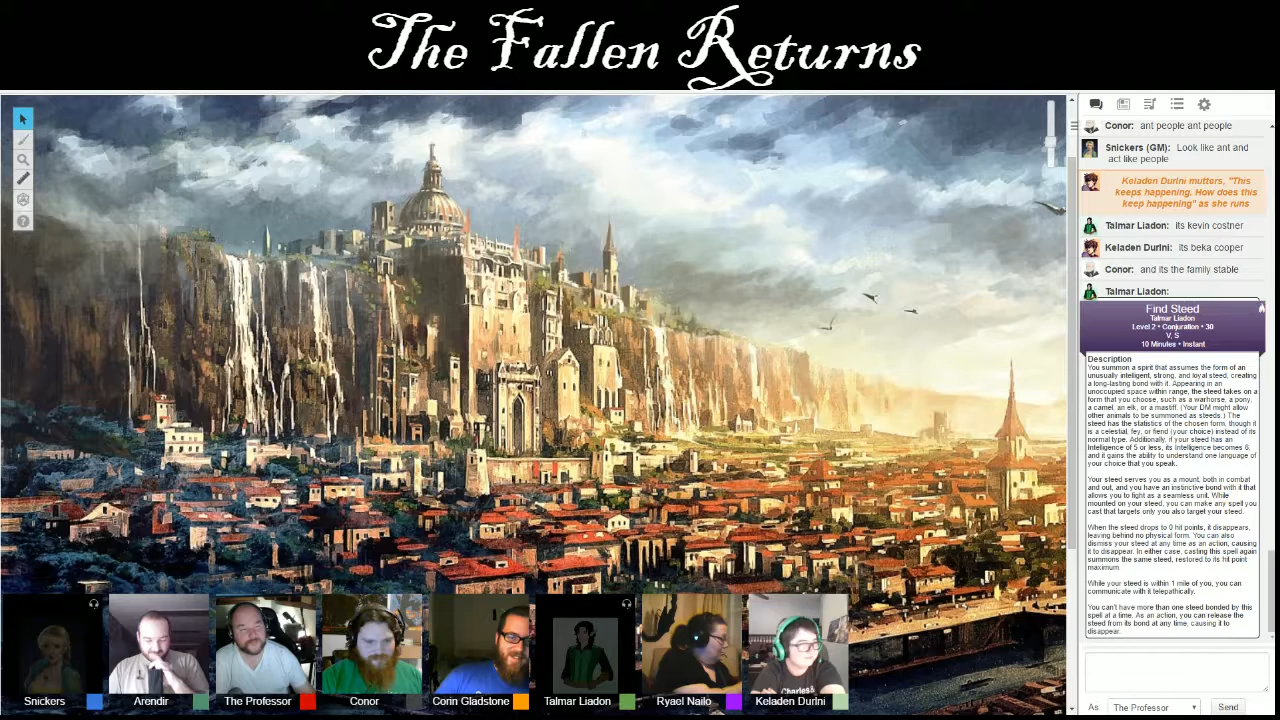 The Fallen Returns
Conor: ant people ant people
Snickers (GM): Look like ant and
act like people
Keladen Durlni mutters, "This
keeps happening. How does this
keep happening" as she runs
Talmar Liadon: its kevin costner
Keladen Durlni: its beka cooper
Conor: and its the family stable
Talmar Liadon:
Find Steed
Talmar Liadon
Level 2 • Conjuration • 30
V, S
10 Minutes • Instant
Description
You summon a spirit that assumes the form of an
unusually intelligent, strong, and loyal steed, creating
a long-lasting bond with it. Appearing in an
unoccupied space within range, the steed takes on a
form that you choose, such as a warhorse, a pony,
a camel, an elk, or a mastiff. (Your DM might allow
other animals to be summoned as steeds.) The
steed has the statistics of the chosen form, though it
is a celestial, fey, or fiend (your choice) instead of its
normal type. Additionally, if your steed has an
Intelligence of 5 or less, its Intelligence becomes 6,
and it gains the ability to understand one language of
your choice that you speak.
Your steed serves you as a mount, both in combat
and out, and you have an instinctive bond with it that
allows you to fight as a seamless unit. While
mounted on your steed, you can make any spell you
cast that targets only you also target your steed.
When the steed drops to 0 hit points, it disappears,
leaving behind no physical form. You can also
dismiss your steed at any time as an action, causing
it to disappear. In either case, casting this spell again
summons the same steed, restored to its hit point
maximum.
While your steed is within 1 mile of you, you can
communicate with it telepathically.
You can't have more than one steed bonded by this
spell at a time. As an action, you can release the
steed from its bond at any time, causing it to
disappear.
Snickers
Arendir
The Professor
Conor
Corin Gladstone
Talmar Liadon
Ryael Nailo
Keladen Durlni
As
The Professor
Send